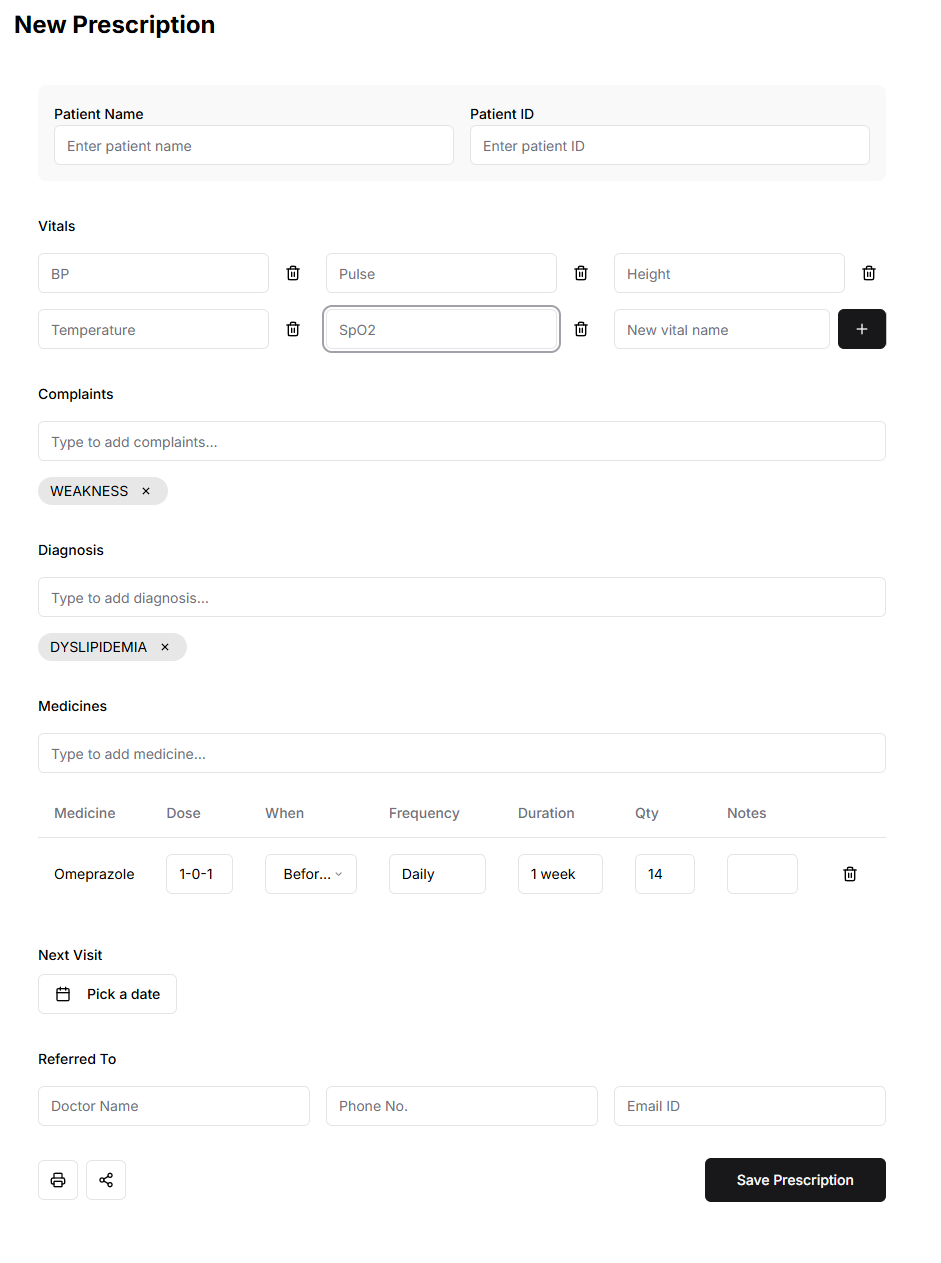 New Prescription
Patient Name Patient ID
Enter patient name Enter patient ID
Vitals
BP Pulse Height
Temperature SpO2 New vital name
Complaints
Type to add complaints...
WEAKNESS ×
Diagnosis
Type to add diagnosis...
DYSLIPIDEMIA ×
Medicines
Type to add medicine...
Medicine Dose When Frequency Duration Qty Notes
Omeprazole 1-0-1 Befor... Daily 1 week 14
Next Visit
Pick a date
Referred To
Doctor Name Phone No. Email ID
Save Prescription